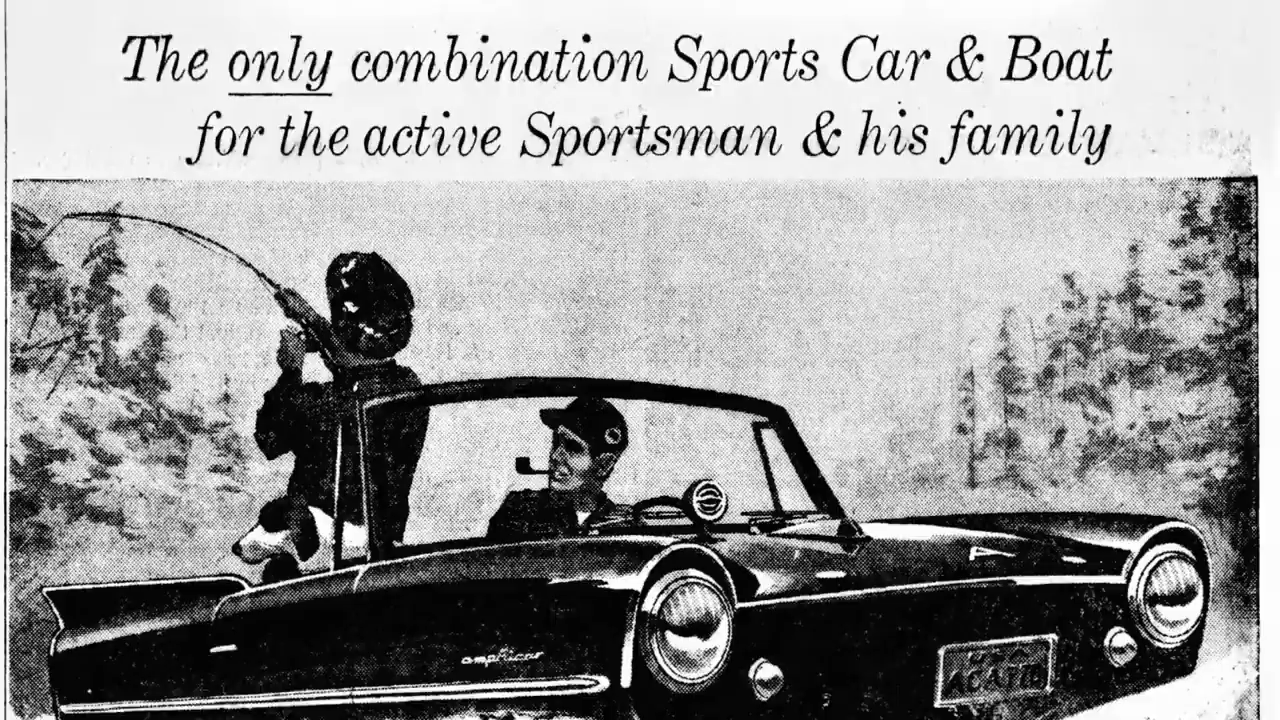 The only combination Sports Car & Boat
for the active Sportsman & his family
amphicar